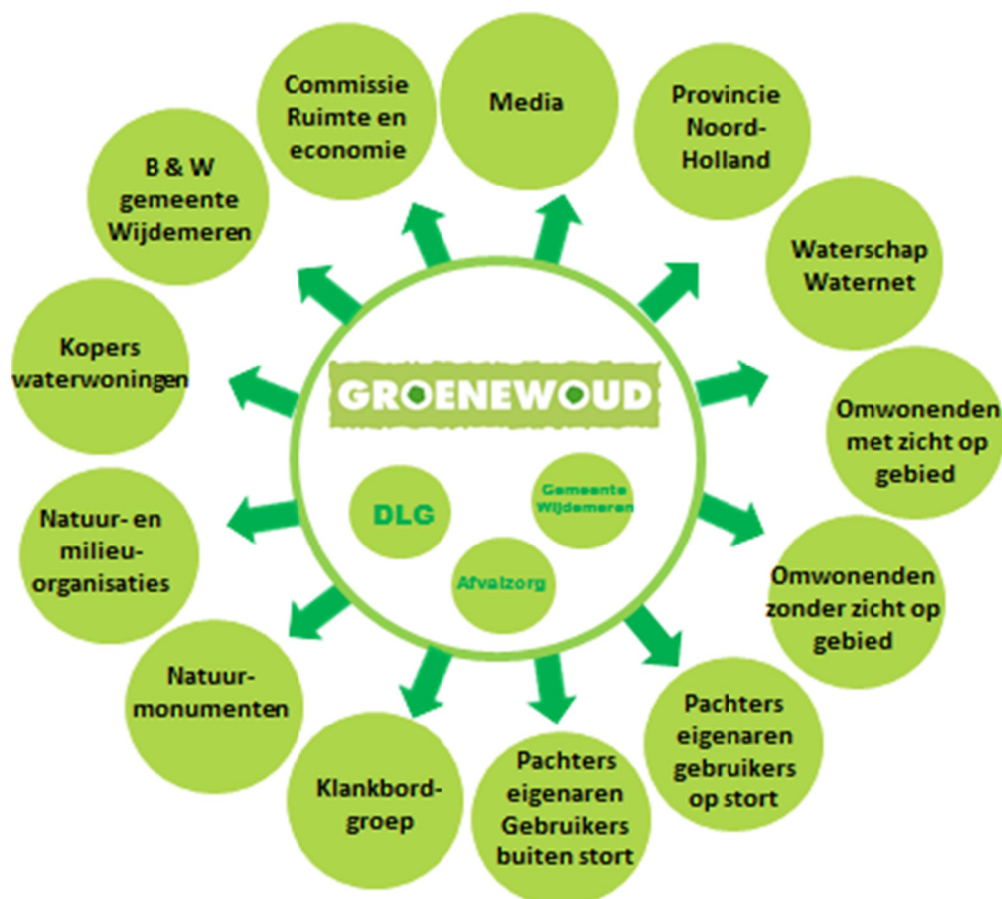 Commissie
Ruimte en
economie
Media
Provincie
Noord-
Holland
B & W
gemeente
Wijdemeren
Waterschap
Waternet
Kopers
waterwoningen
GROENEWOUD
Omwonenden
met zicht op
gebied
DLG
Gemeente
Wijdemeren
Afvalzorg
Natuur- en
milieu-
organisaties
Omwonenden
zonder zicht op
gebied
Natuur-
monumenten
Pachters
eigenaren
gebruikers
op stort
Klankbord-
groep
Pachters
eigenaren
Gebruikers
buiten stort